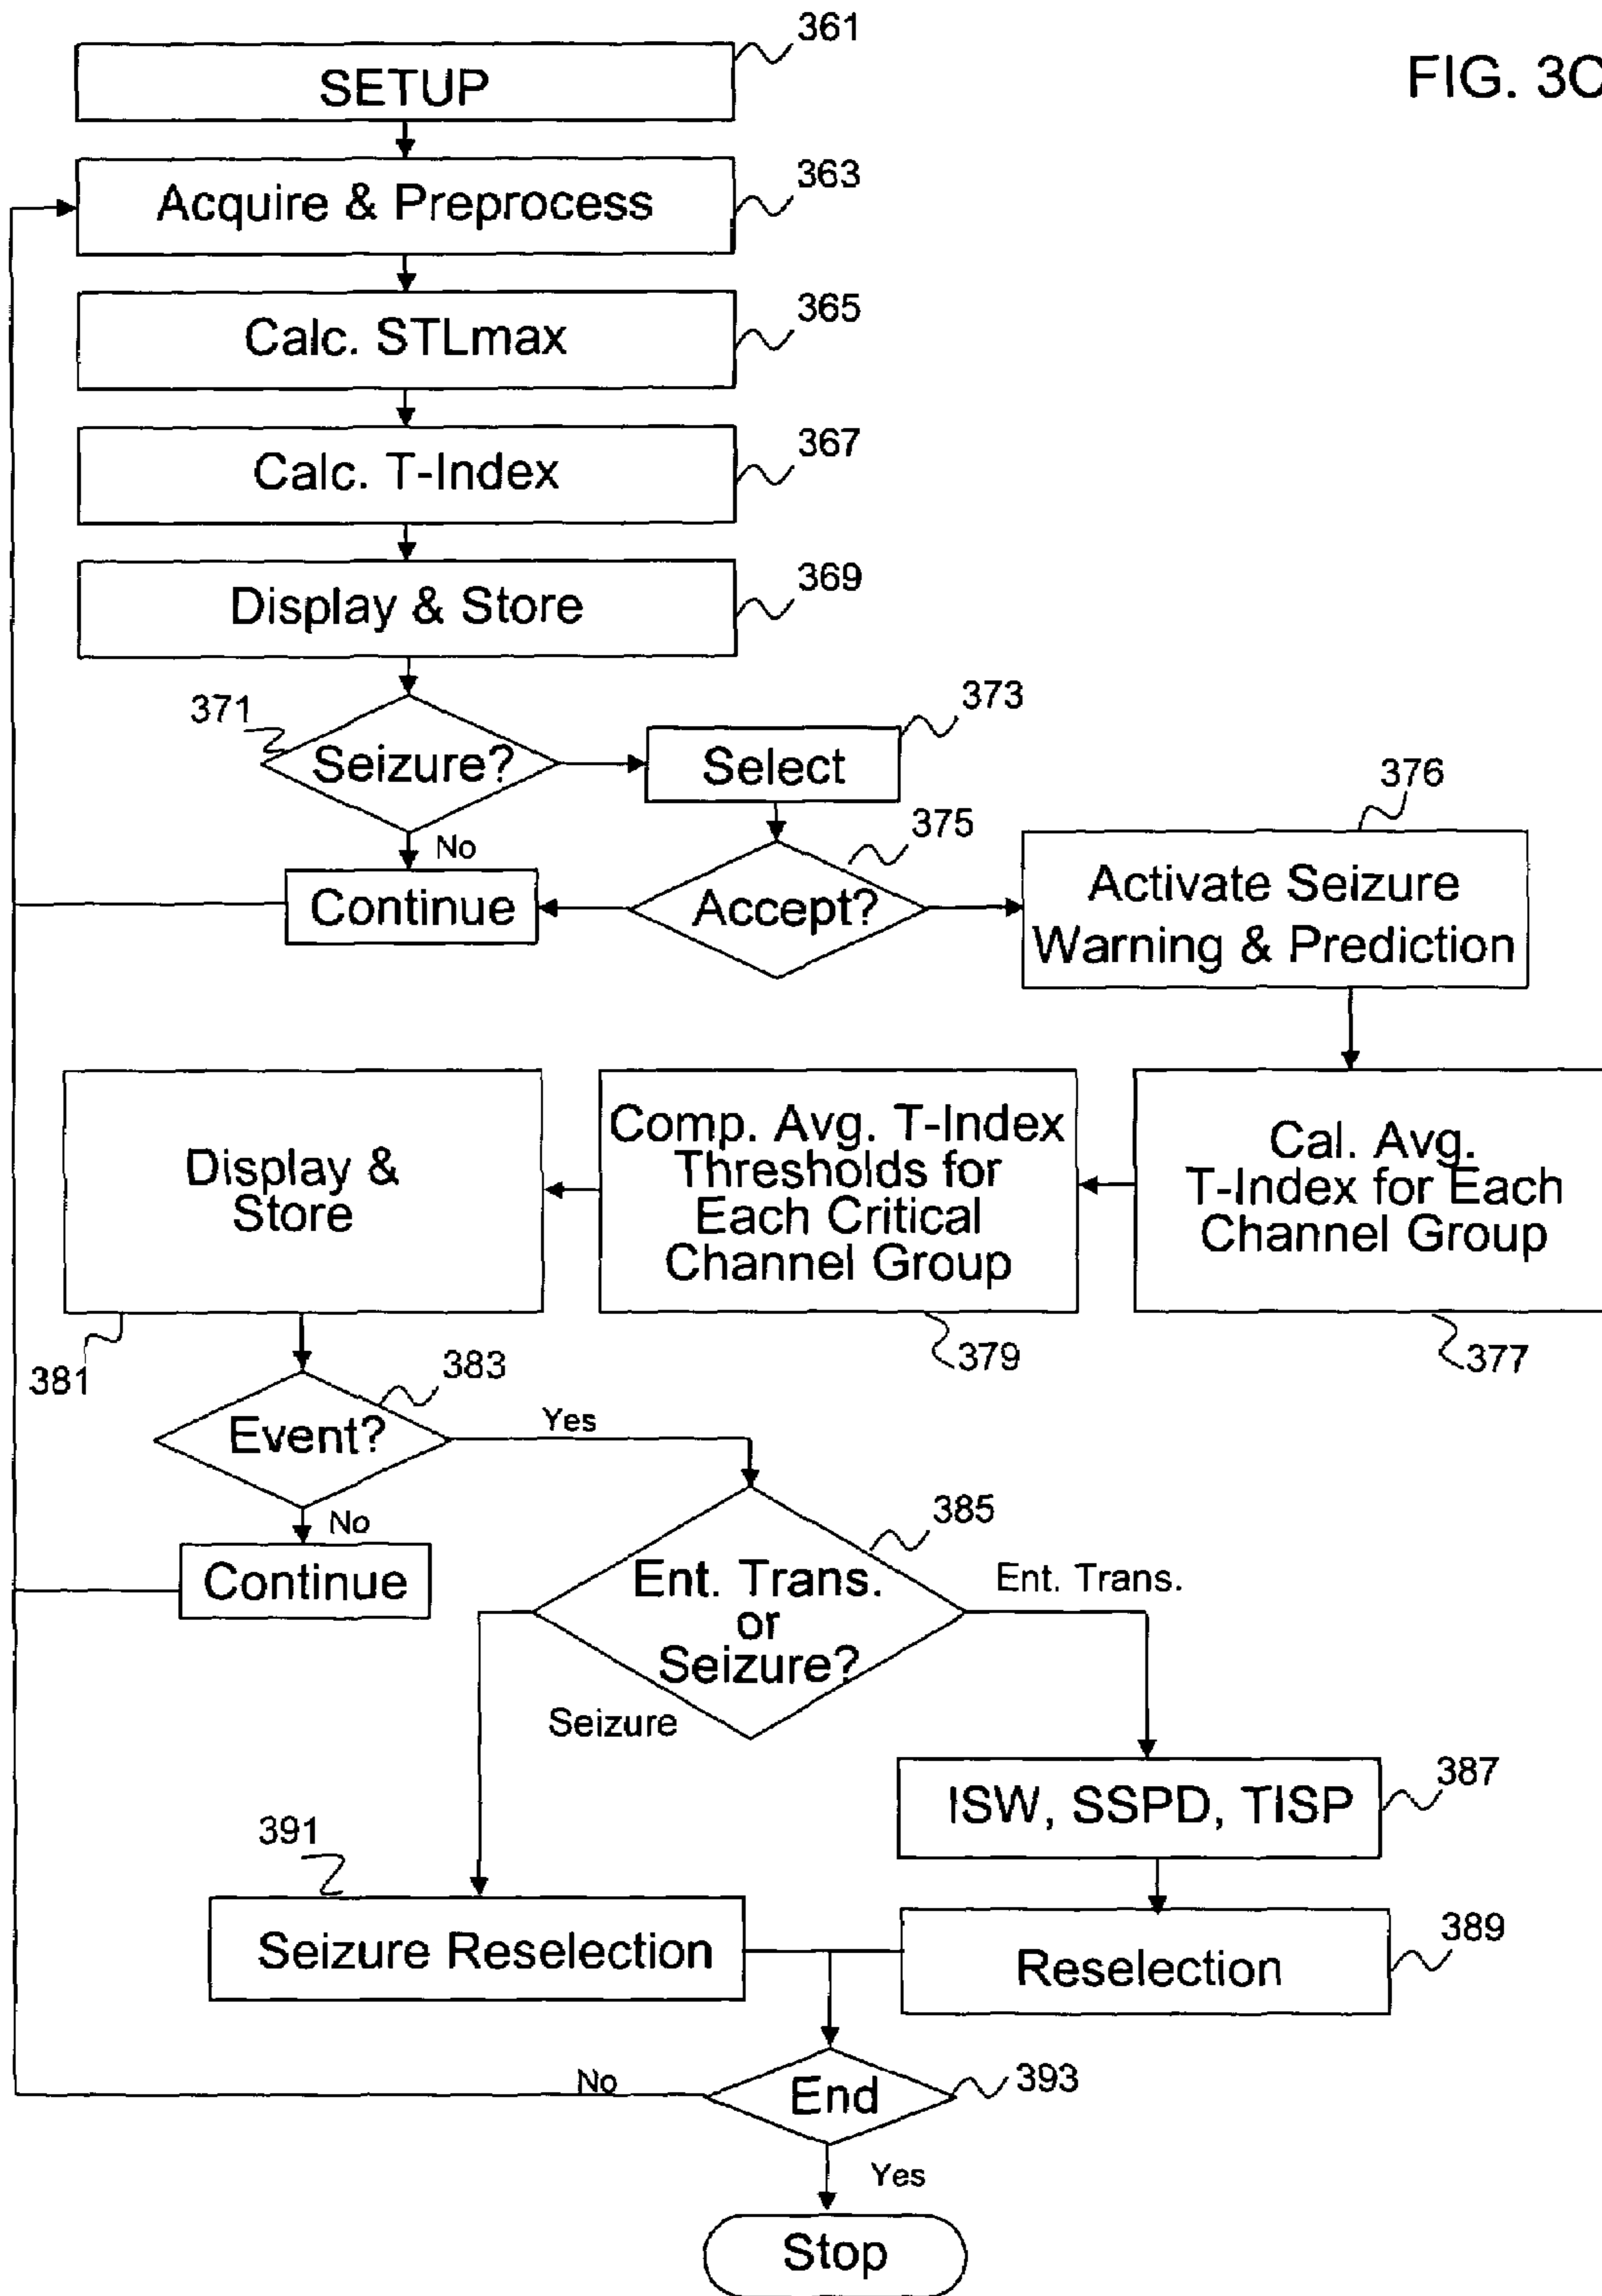 FIG. 3C
361
SETUP
363
Acquire & Preprocess
365
Calc. STLmax
367
Calc. T-Index
369
Display & Store
371
Seizure?
373
Select
No
375
Continue
Accept?
376
Activate Seizure
Warning & Prediction
Display &
Store
Comp. Avg. T-Index
Thresholds for
Each Critical
Channel Group
Cal. Avg.
T-Index for Each
Channel Group
381
379
377
383
Event?
Yes
No
Continue
385
Ent. Trans.
or
Seizure?
Ent. Trans.
Seizure
387
ISW, SSPD, TISP
391
Seizure Reselection
389
Reselection
393
End
No
Yes
Stop